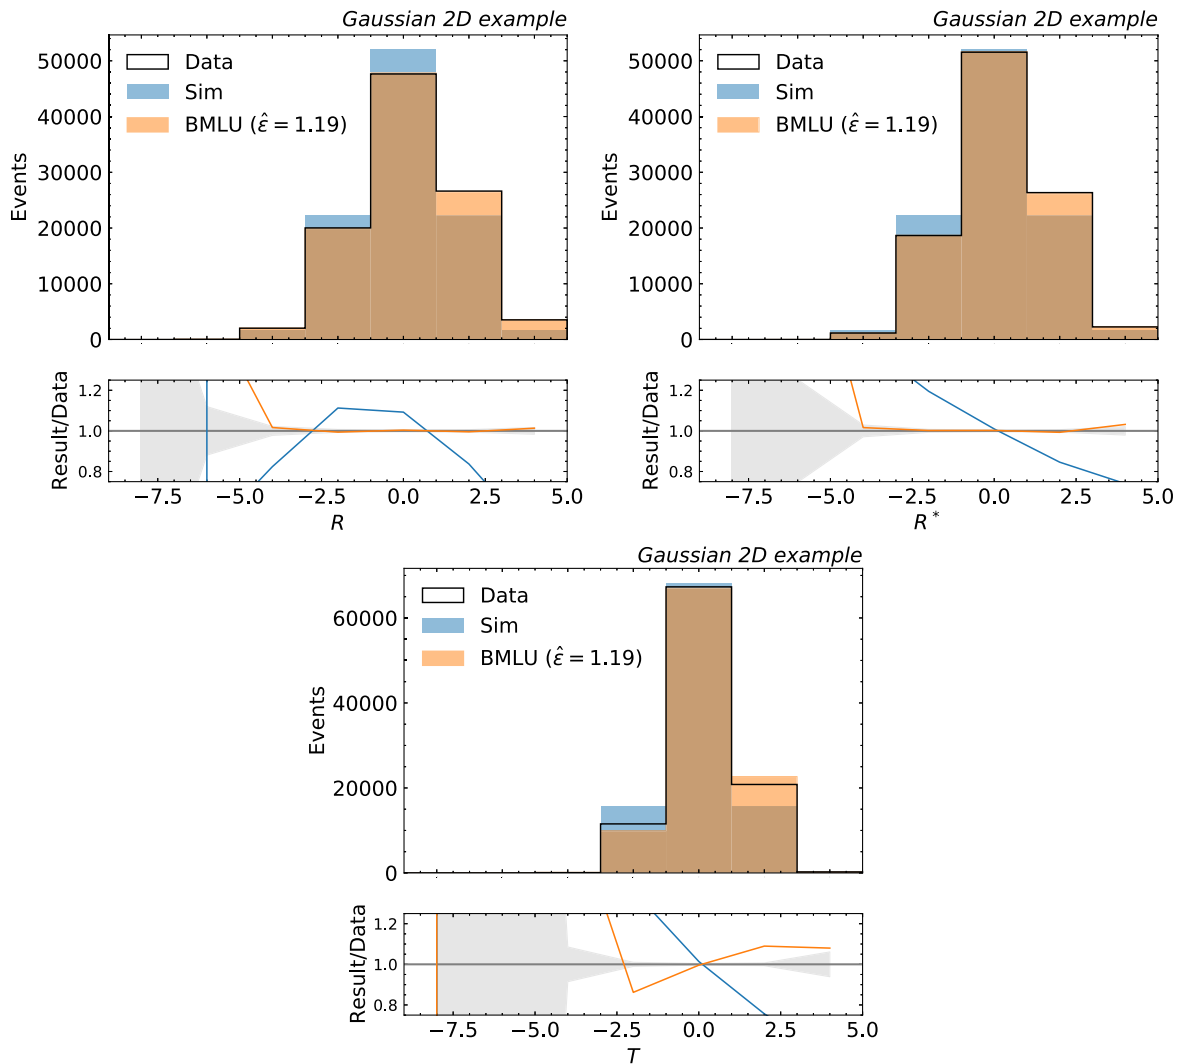 Gaussian 2D example
50000
40000
30000
20000
10000
0
Events
Data
Sim
BMLU (ε̂ = 1.19)
1.2
1.0
0.8
Result/Data
−7.5 −5.0 −2.5 0.0 2.5 5.0
R
Gaussian 2D example
50000
40000
30000
20000
10000
0
Events
Data
Sim
BMLU (ε̂ = 1.19)
1.2
1.0
0.8
Result/Data
−7.5 −5.0 −2.5 0.0 2.5 5.0
R*
Gaussian 2D example
60000
40000
20000
0
Events
Data
Sim
BMLU (ε̂ = 1.19)
1.2
1.0
0.8
Result/Data
−7.5 −5.0 −2.5 0.0 2.5 5.0
T